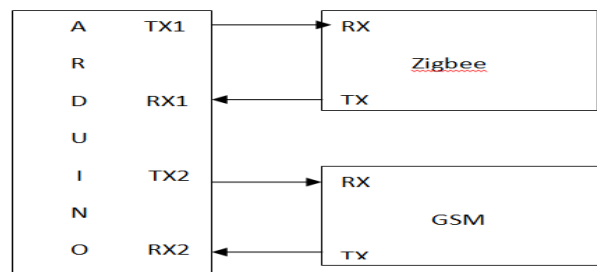 A TX1 RX
R Zigbee
D RX1 TX
U
I TX2 RX
N GSM
O RX2 TX